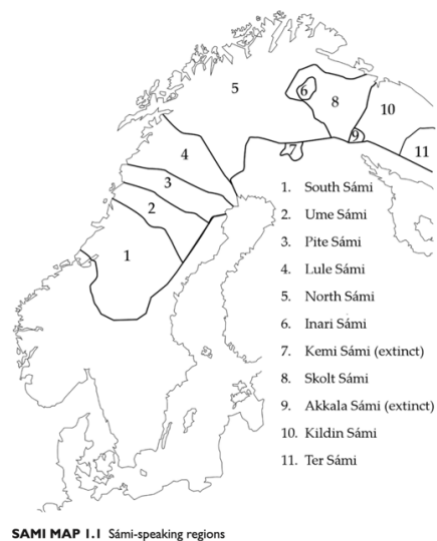 5
6
8
10
9
7
11
4
3
2
1
1. South Sámi
2. Ume Sámi
3. Pite Sámi
4. Lule Sámi
5. North Sámi
6. Inari Sámi
7. Kemi Sámi (extinct)
8. Skolt Sámi
9. Akkala Sámi (extinct)
10. Kildin Sámi
11. Ter Sámi
SAMI MAP 1.1 Sámi-speaking regions